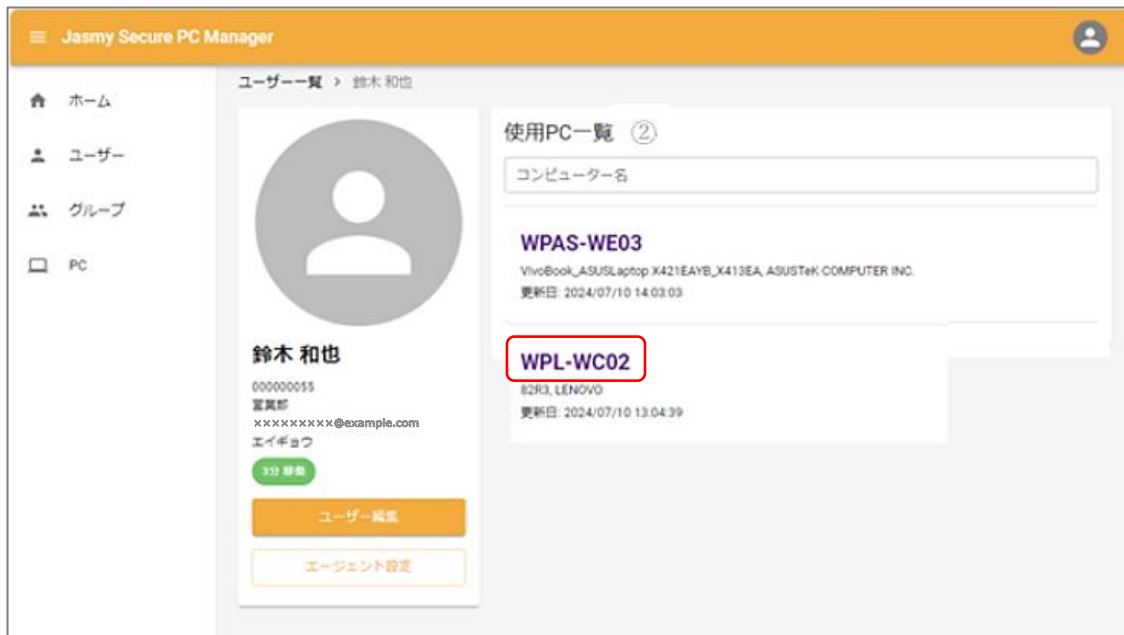 Jasmy Secure PC Manager
ホーム
ユーザー
グループ
PC
ユーザー一覧 › 鈴木 和也
鈴木 和也
000000055
営業部
×××××××××@example.com
エイギョウ
3分 稼働
ユーザー編集
エージェント設定
使用PC一覧 ②
コンピューター名
WPAS-WE03
VivoBook_ASUSLaptop X421EAYB_X413EA, ASUSTeK COMPUTER INC.
更新日: 2024/07/10 14:03:03
WPL-WC02
82R3, LENOVO
更新日: 2024/07/10 13:04:39